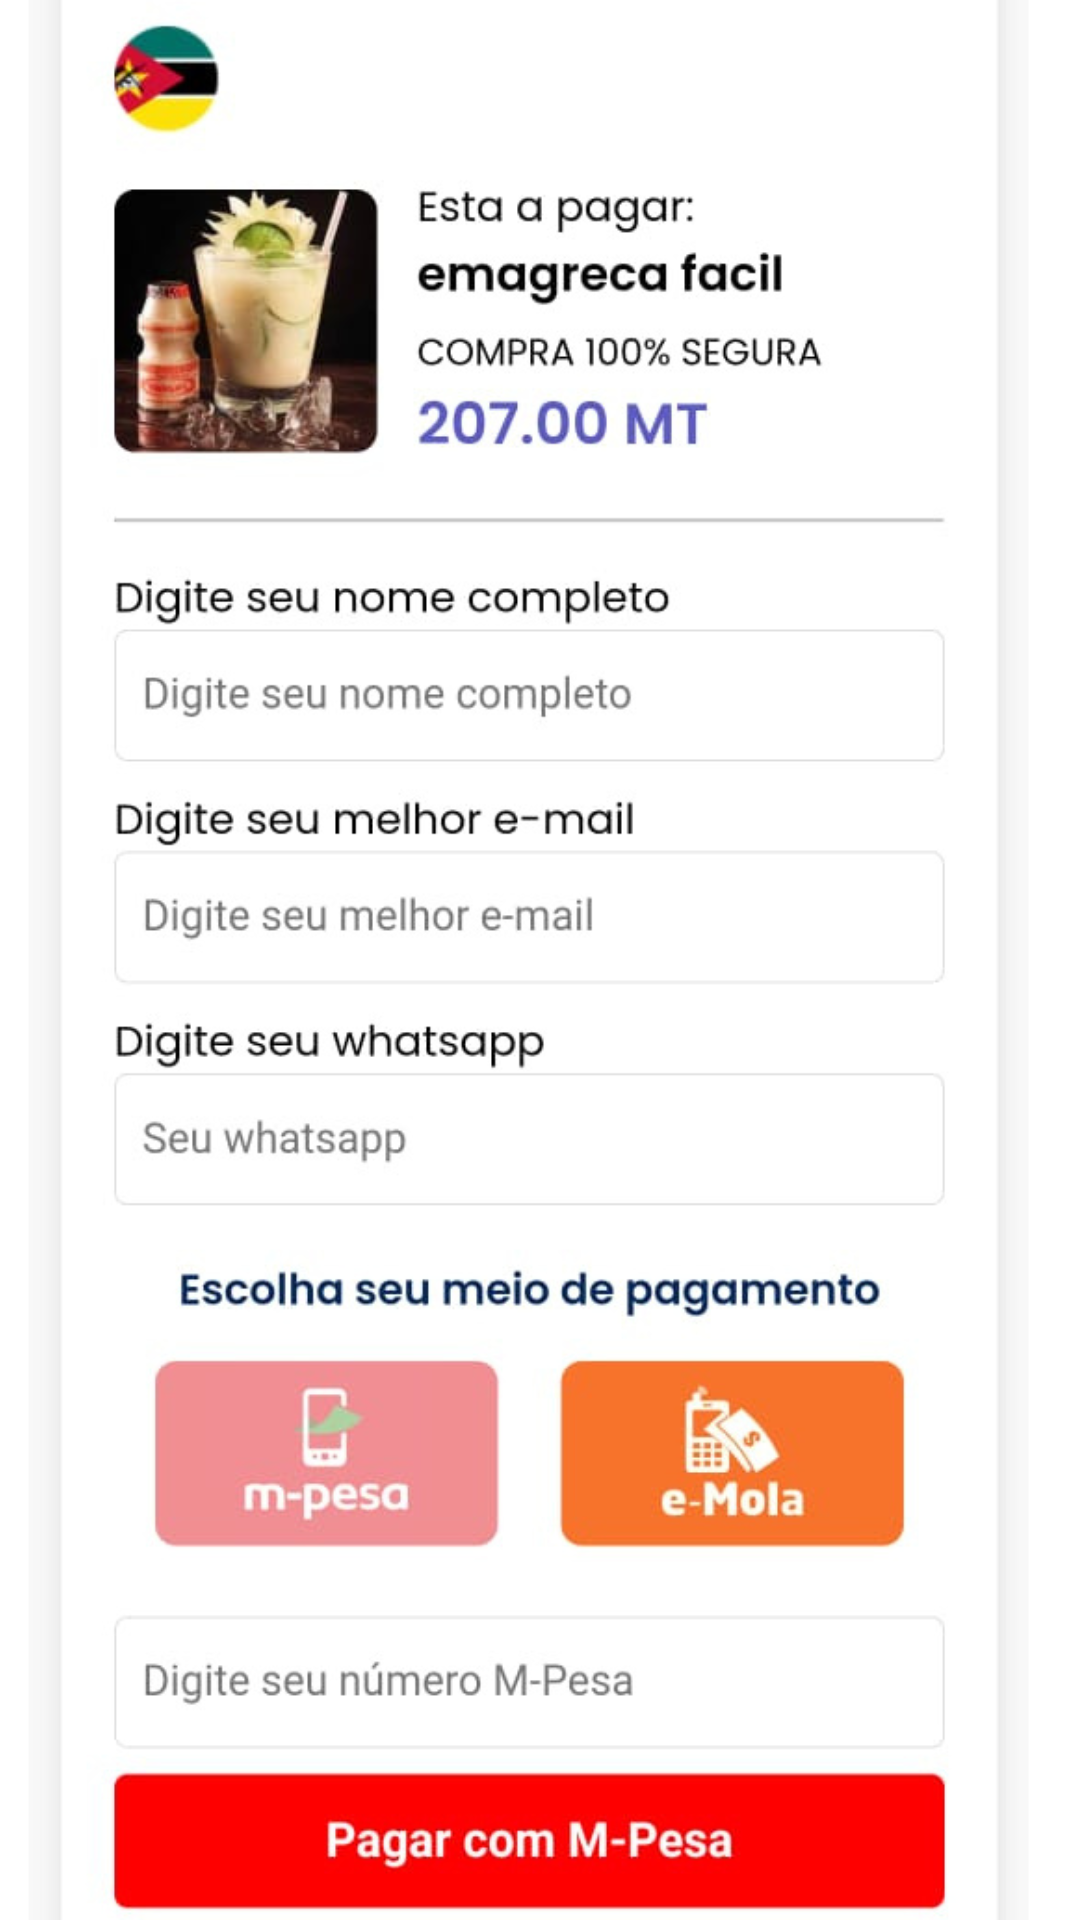 Esta a pagar:
emagreca facil
COMPRA 100% SEGURA
207.00 MT
Digite seu nome completo
Digite seu nome completo
Digite seu melhor e-mail
Digite seu melhor e-mail
Digite seu whatsapp
Seu whatsapp
Escolha seu meio de pagamento
m-pesa
e-Mola
Digite seu número M-Pesa
Pagar com M-Pesa